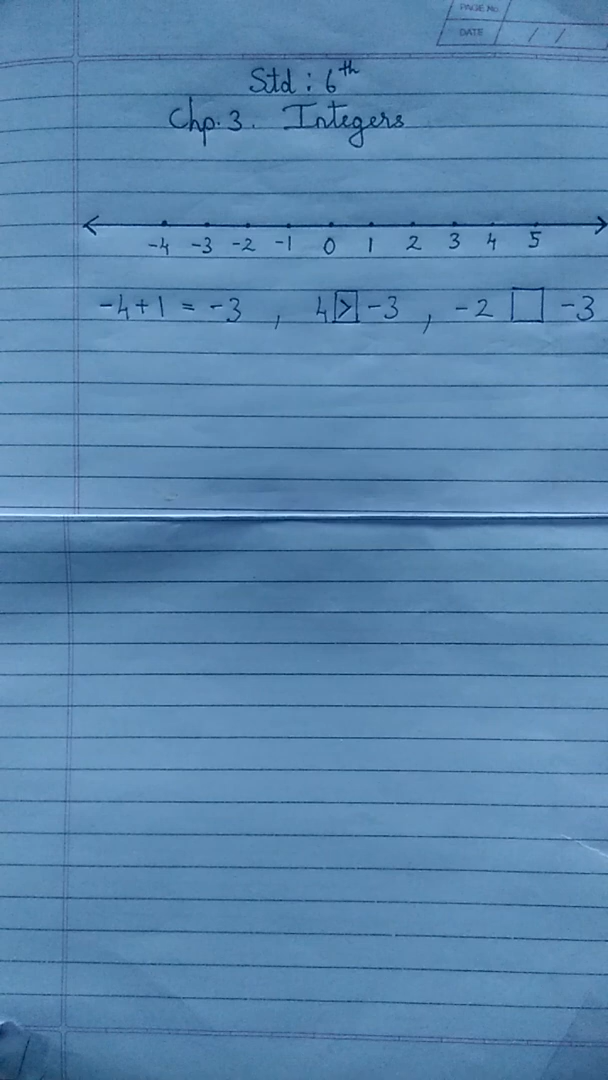 PAGE No.
DATE / /
Std : 6th
Chp. 3. Integers
-4 -3 -2 -1 0 1 2 3 4 5
-4+1 = -3 , 4 > -3 , -2 □ -3